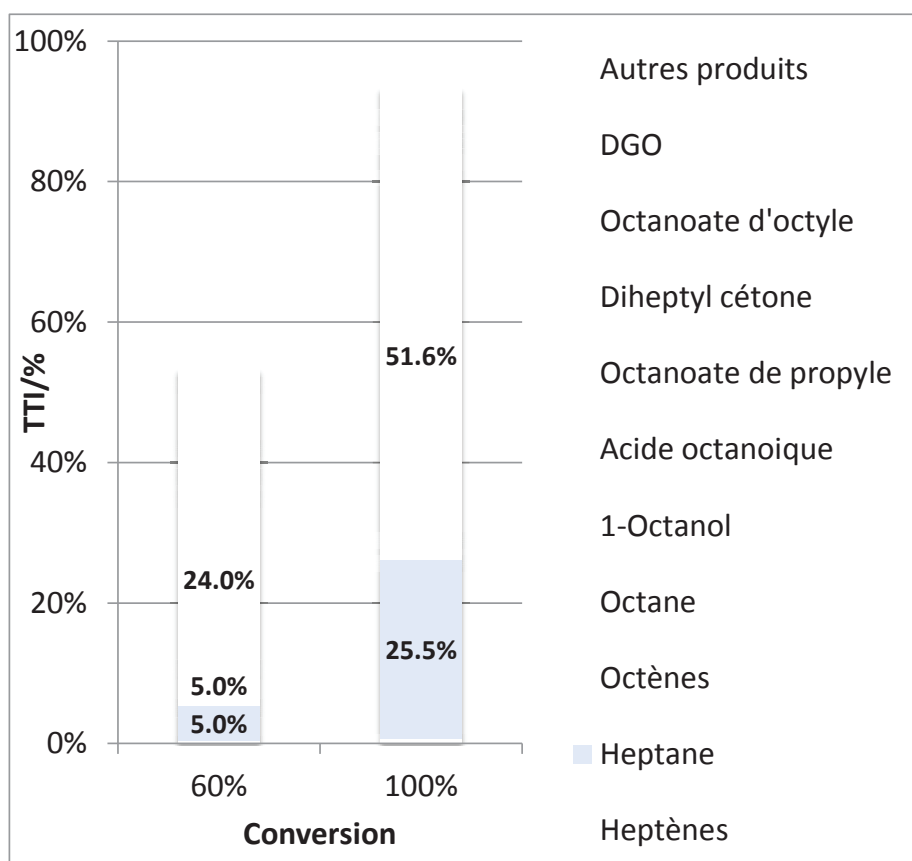 100%
80%
60%
40%
20%
0%
TTI/%
24.0%
5.0%
5.0%
51.6%
25.5%
60%
100%
Conversion
Autres produits
DGO
Octanoate d'octyle
Diheptyl cétone
Octanoate de propyle
Acide octanoique
1-Octanol
Octane
Octènes
Heptane
Heptènes